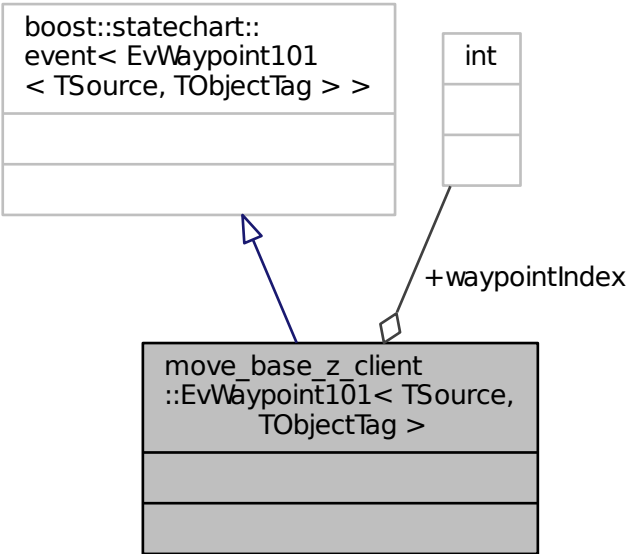 boost::statechart::
event< EvWaypoint101
< TSource, TObjectTag > >
int
+waypointIndex
move_base_z_client
::EvWaypoint101< TSource,
TObjectTag >